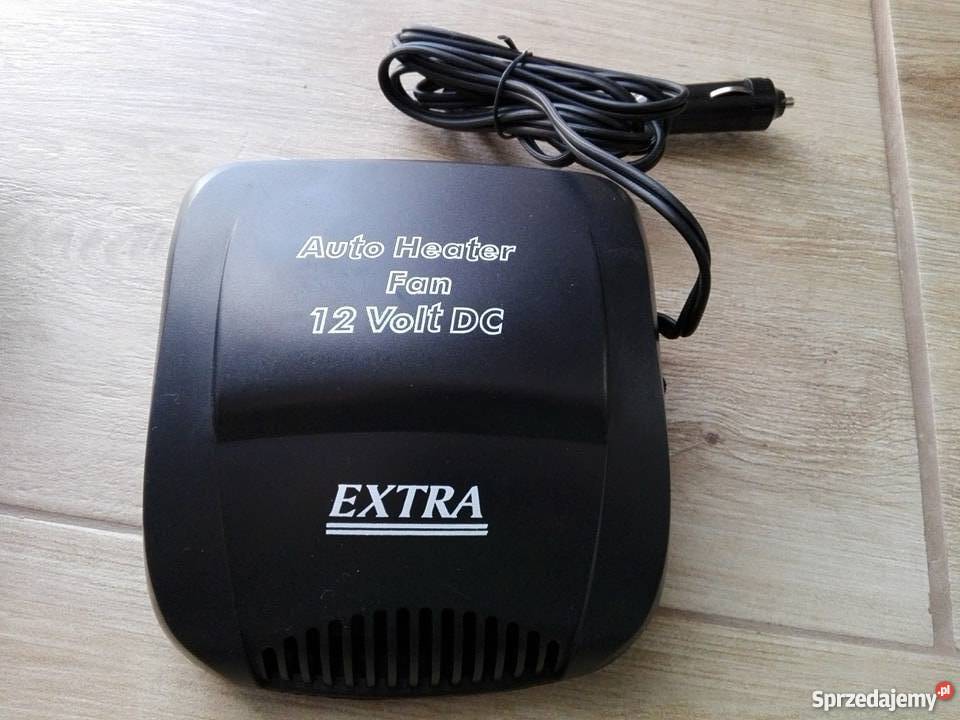 Auto Heater
Fan
12 Volt DC
EXTRA
Sprzedajemy.pl